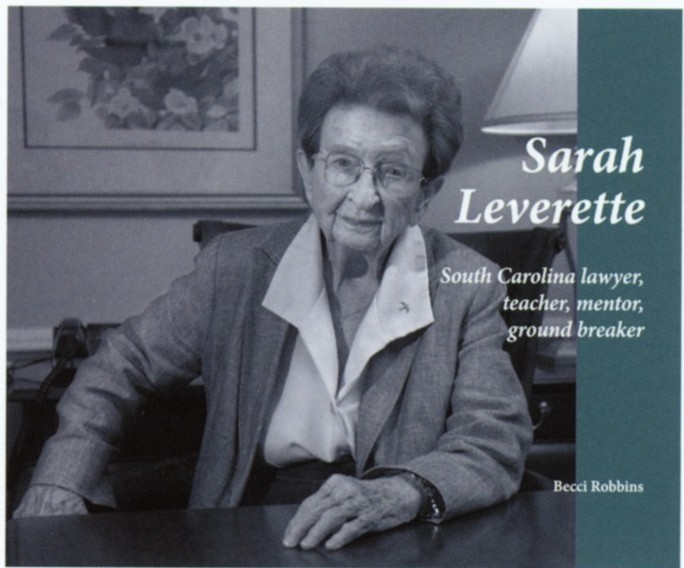 Sarah
Leverette
South Carolina lawyer,
teacher, mentor,
ground breaker
Becci Robbins